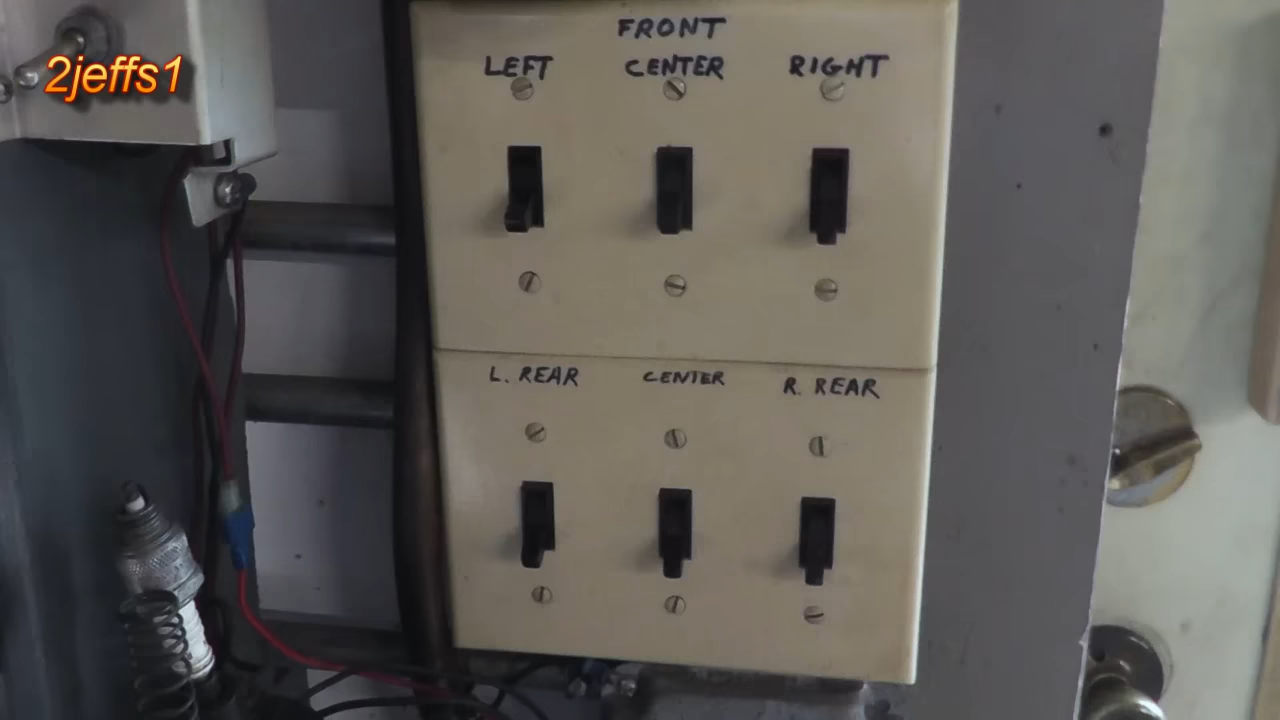 2jeffs1
FRONT
LEFT CENTER RIGHT
L. REAR CENTER R. REAR